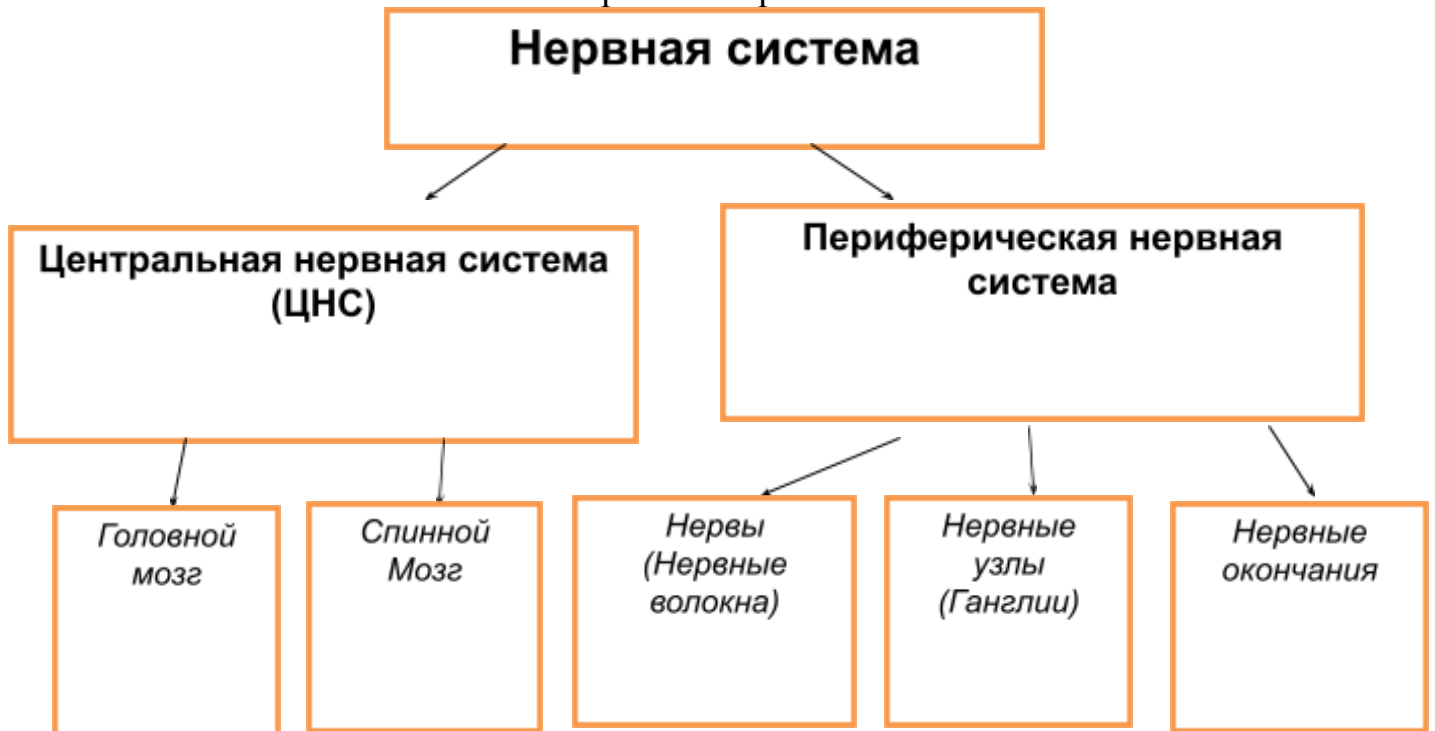 Нервная система
Центральная нервная система
(ЦНС)
Периферическая нервная
система
Головной
мозг
Спинной
Мозг
Нервы
(Нервные
волокна)
Нервные
узлы
(Ганглии)
Нервные
окончания